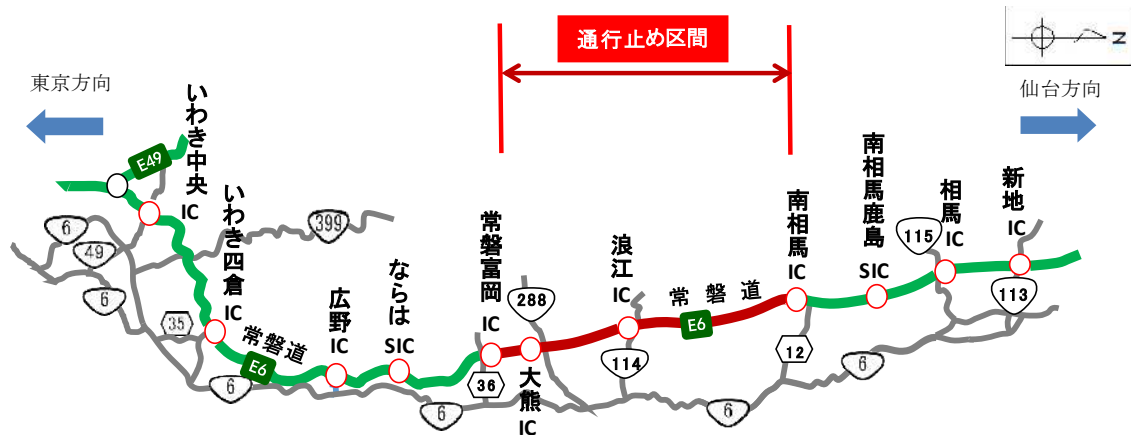 通行止め区間
N
東京方向
仙台方向
E49
いわき中央
IC
いわき四倉
IC
6
49
6
399
35
常磐道
E6
6
広野
IC
ならは
SIC
常磐富岡
IC
36
6
288
大熊
IC
浪江
IC
114
常磐道
E6
6
南相馬
IC
12
南相馬鹿島
SIC
6
115
相馬
IC
新地
IC
113